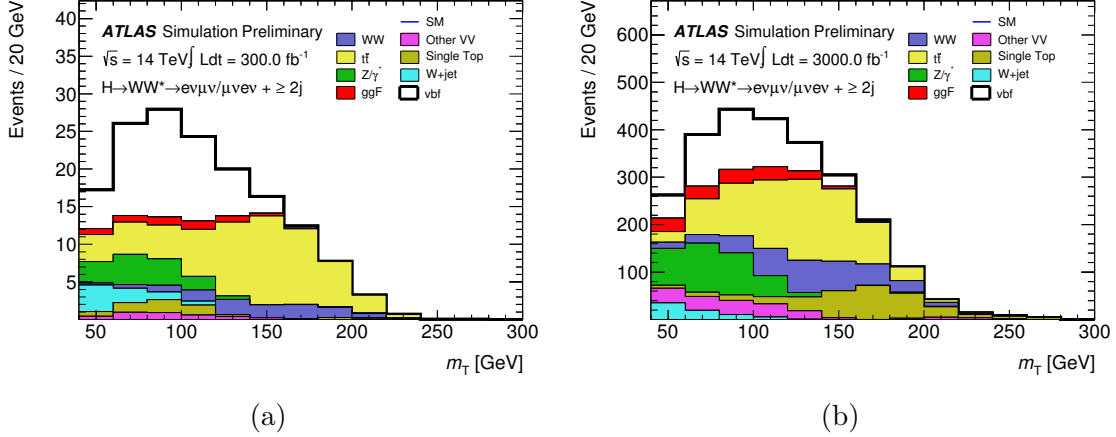 Events / 20 GeV
40
35
30
25
20
15
10
5
ATLAS Simulation Preliminary
√s = 14 TeV∫ Ldt = 300.0 fb⁻¹
H→WW*→eνμν/μνeν + ≥ 2j
SM
WW
Other VV
tt̄
Single Top
Z/γ*
W+jet
ggF
vbf
50 100 150 200 250 300
m_T [GeV]
(a)
Events / 20 GeV
600
500
400
300
200
100
ATLAS Simulation Preliminary
√s = 14 TeV∫ Ldt = 3000.0 fb⁻¹
H→WW*→eνμν/μνeν + ≥ 2j
SM
WW
Other VV
tt̄
Single Top
Z/γ*
W+jet
ggF
vbf
50 100 150 200 250 300
m_T [GeV]
(b)